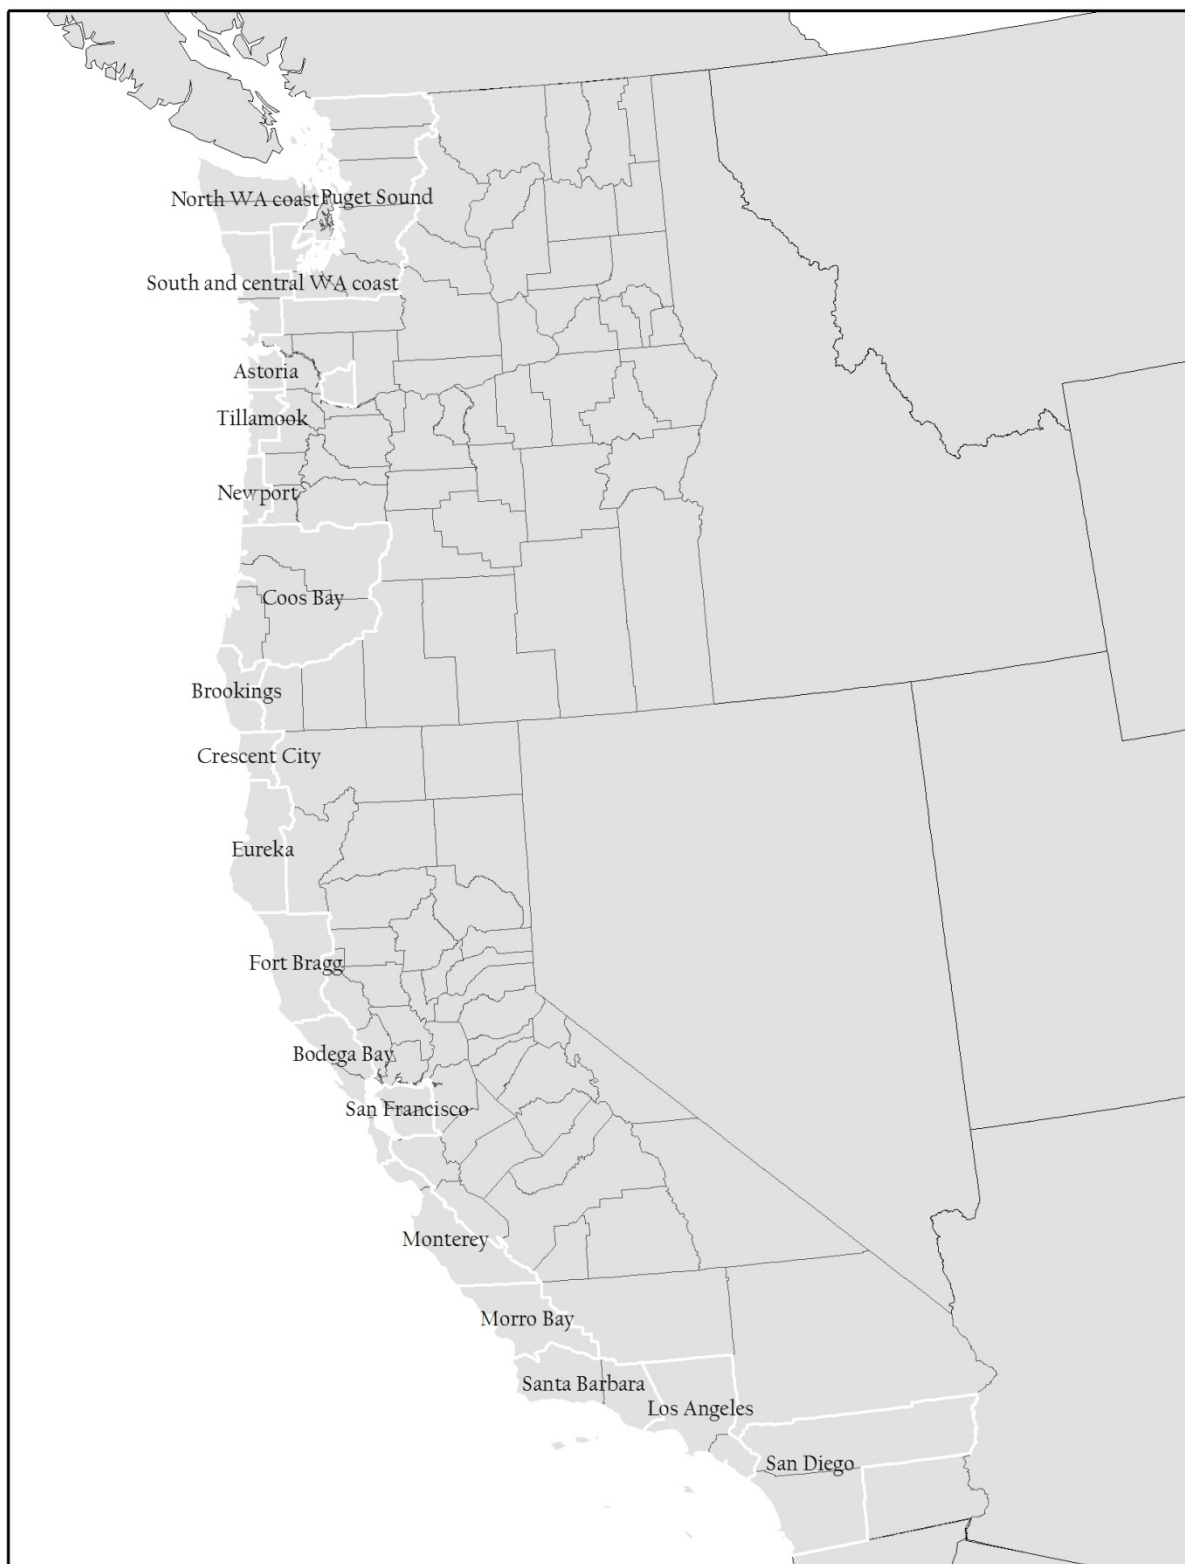 North WA coast
Puget Sound
South and central WA coast
Astoria
Tillamook
Newport
Coos Bay
Brookings
Crescent City
Eureka
Fort Bragg
Bodega Bay
San Francisco
Monterey
Morro Bay
Santa Barbara
Los Angeles
San Diego